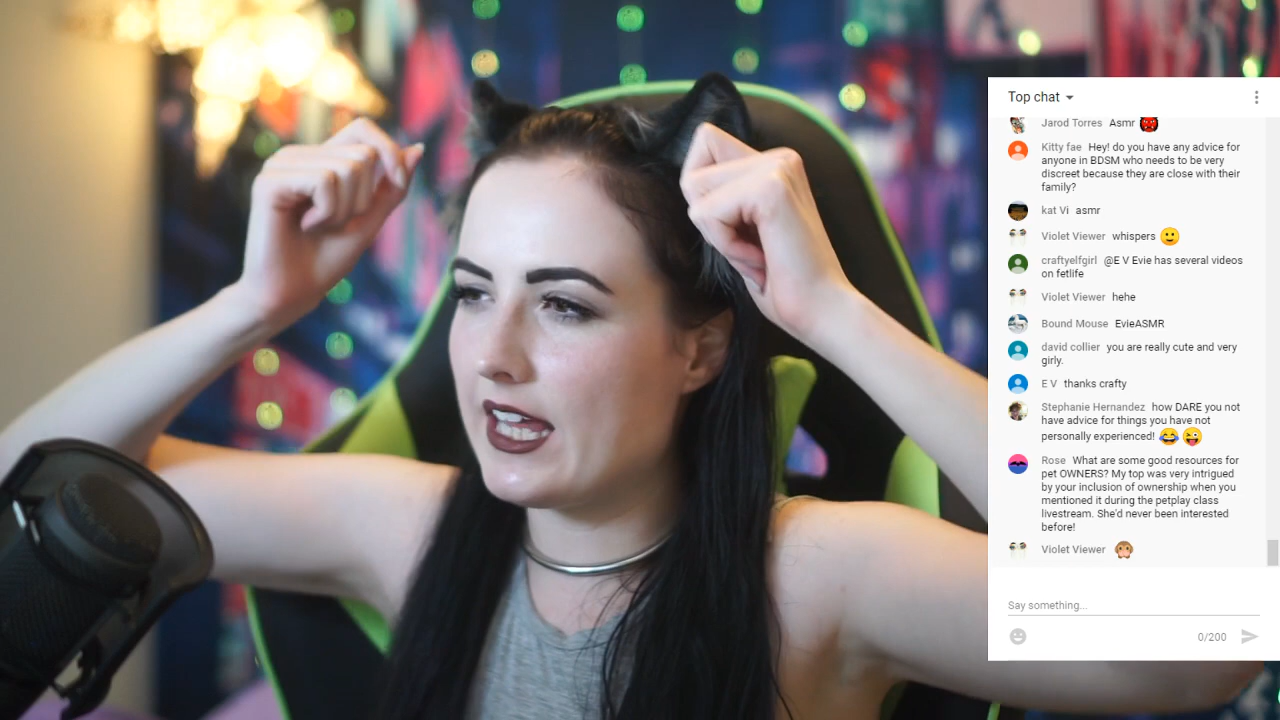 Top chat
Jarod Torres Asmr
Kitty fae Hey! do you have any advice for
anyone in BDSM who needs to be very
discreet because they are close with their
family?
kat Vi asmr
Violet Viewer whispers
craftyelfgirl @E V Evie has several videos
on fetlife
Violet Viewer hehe
Bound Mouse EvieASMR
david collier you are really cute and very
girly.
E V thanks crafty
Stephanie Hernandez how DARE you not
have advice for things you have not
personally experienced!
Rose What are some good resources for
pet OWNERS? My top was very intrigued
by your inclusion of ownership when you
mentioned it during the petplay class
livestream. She'd never been interested
before!
Violet Viewer
Say something...
0/200